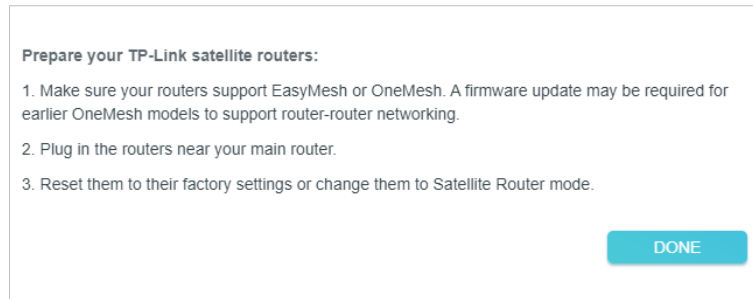 Prepare your TP-Link satellite routers:
1. Make sure your routers support EasyMesh or OneMesh. A firmware update may be required for
earlier OneMesh models to support router-router networking.
2. Plug in the routers near your main router.
3. Reset them to their factory settings or change them to Satellite Router mode.
DONE